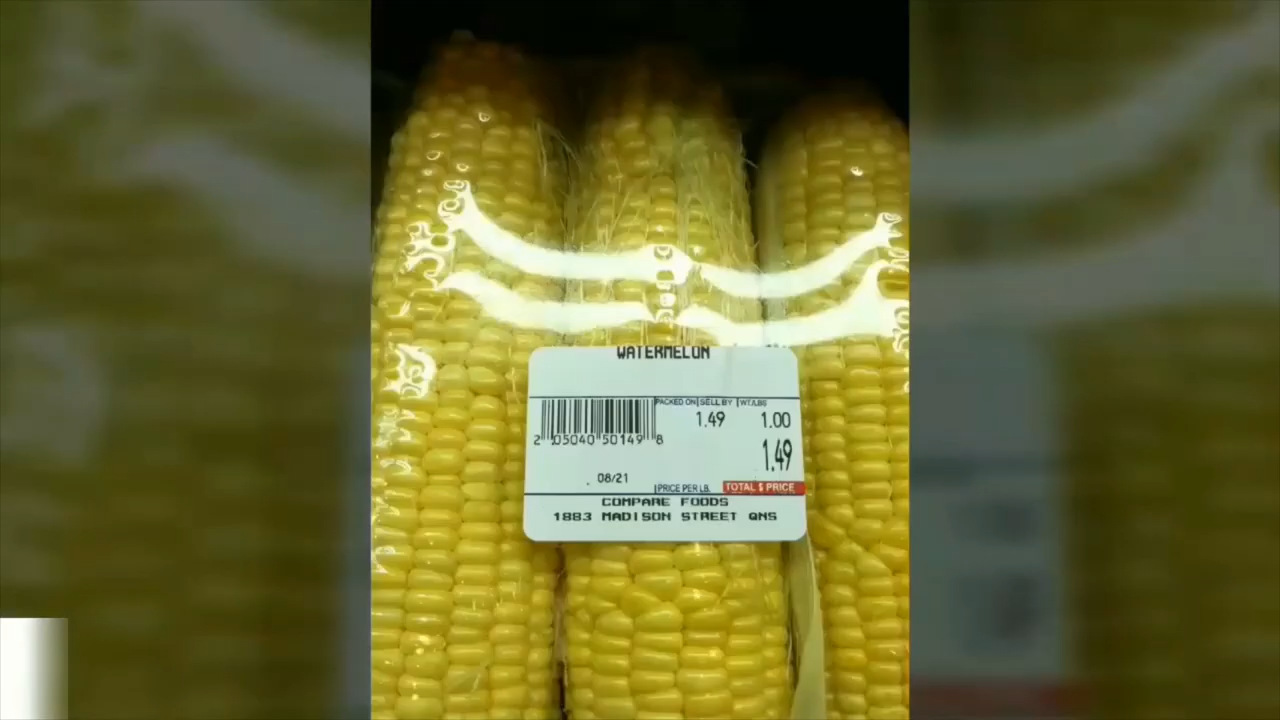 WATERMELON
PACKED ON SELL BY WT/LBS
1.49 1.00
2 05040 50149 8
1.49
08/21
PRICE PER LB. TOTAL $ PRICE
COMPARE FOODS
1883 MADISON STREET QNS